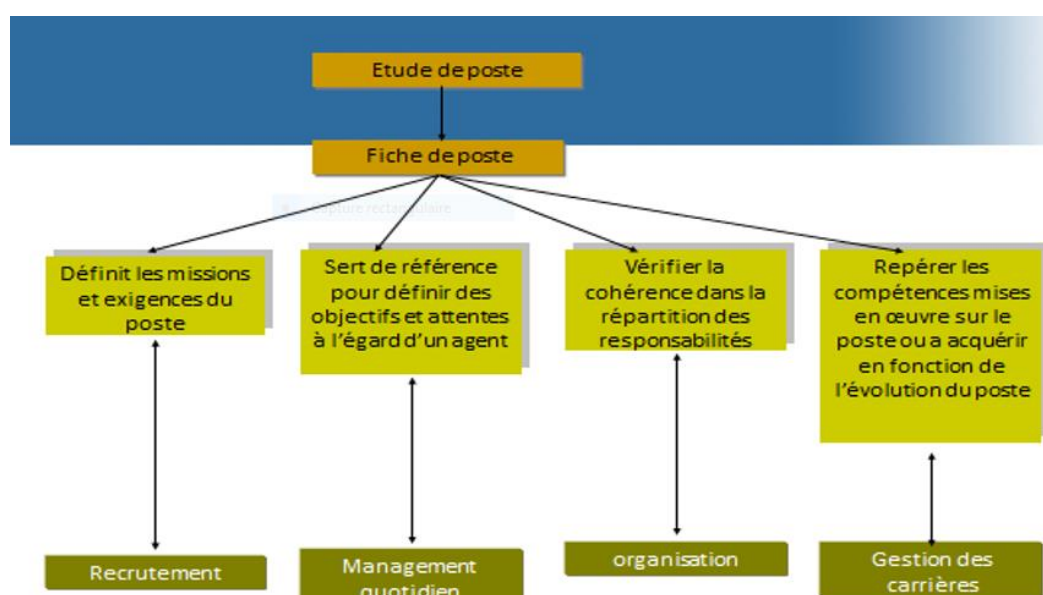 Etude de poste
Fiche de poste
Capture rectangulaire
Définit les missions
et exigences du
poste
Sert de référence
pour définir des
objectifs et attentes
à l'égard d'un agent
Vérifier la
cohérence dans la
répartition des
responsabilités
Repérer les
compétences mises
en œuvre sur le
poste ou a acquérir
en fonction de
l'évolution du poste
Recrutement
Management
quotidien
organisation
Gestion des
carrières